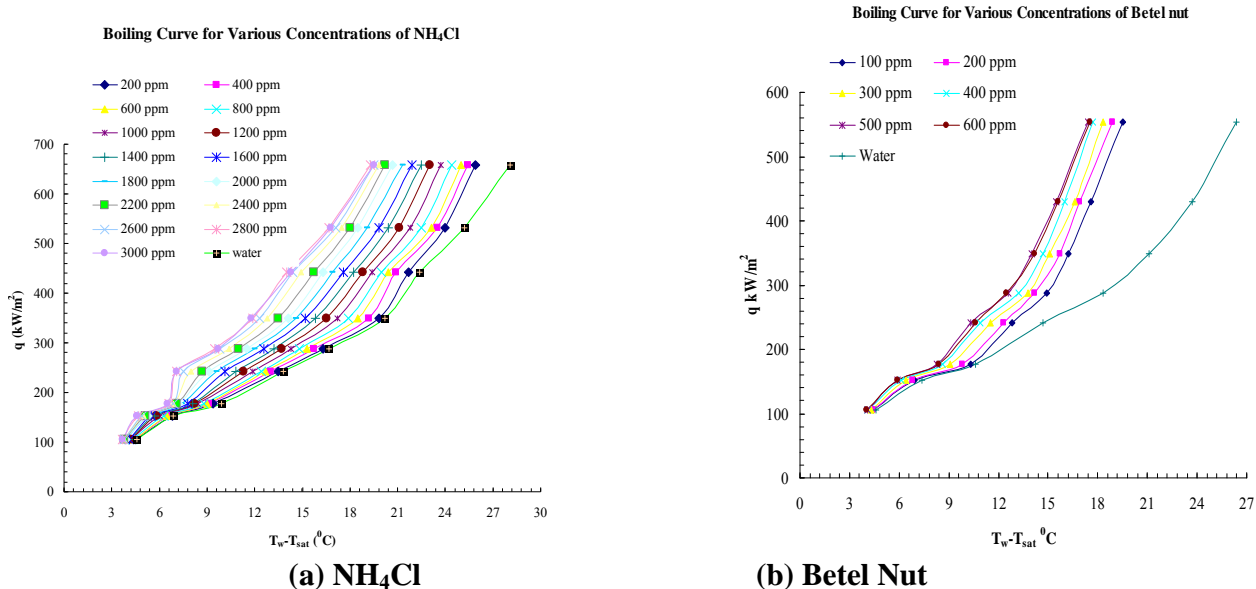 Boiling Curve for Various Concentrations of NH₄Cl
200 ppm
400 ppm
600 ppm
800 ppm
1000 ppm
1200 ppm
1400 ppm
1600 ppm
1800 ppm
2000 ppm
2200 ppm
2400 ppm
2600 ppm
2800 ppm
3000 ppm
water
q (kW/m²)
700
600
500
400
300
200
100
0
0 3 6 9 12 15 18 21 24 27 30
T_w-T_sat (⁰C)
(a) NH₄Cl
Boiling Curve for Various Concentrations of Betel nut
100 ppm
200 ppm
300 ppm
400 ppm
500 ppm
600 ppm
Water
q kW/m²
600
500
400
300
200
100
0
0 3 6 9 12 15 18 21 24 27
T_w-T_sat ⁰C
(b) Betel Nut